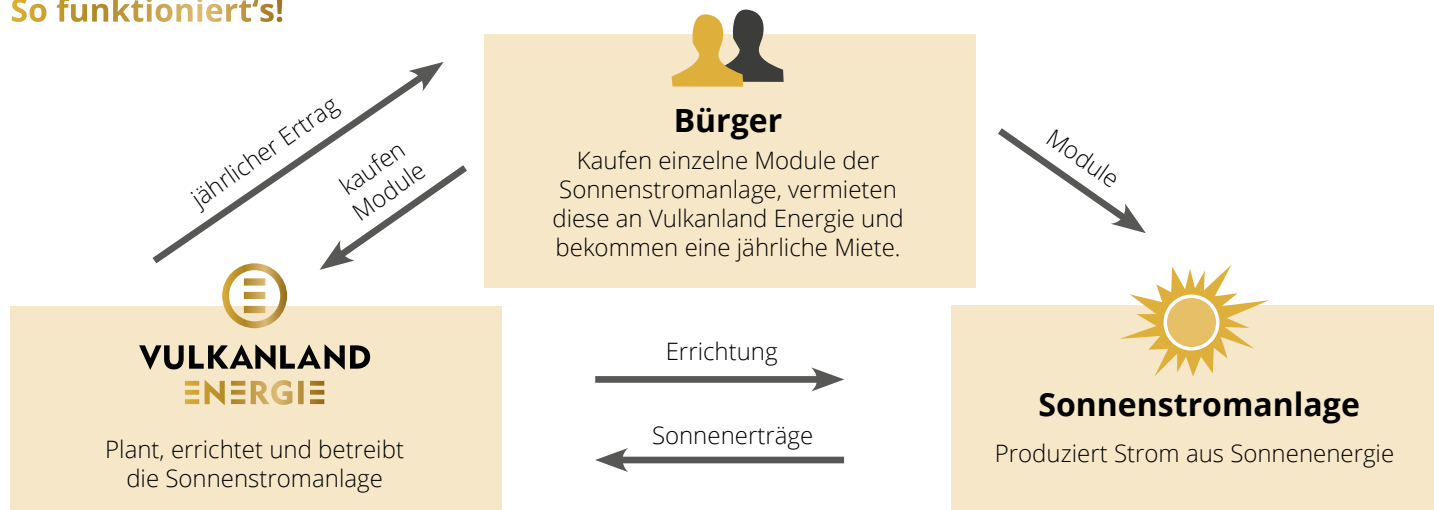 So funktioniert‘s!
Bürger
Kaufen einzelne Module der
Sonnenstromanlage, vermieten
diese an Vulkanland Energie und
bekommen eine jährliche Miete.
jährlicher Ertrag
kaufen
Module
Module
VULKANLAND
ENERGIE
Plant, errichtet und betreibt
die Sonnenstromanlage
Errichtung
Sonnenerträge
Sonnenstromanlage
Produziert Strom aus Sonnenenergie